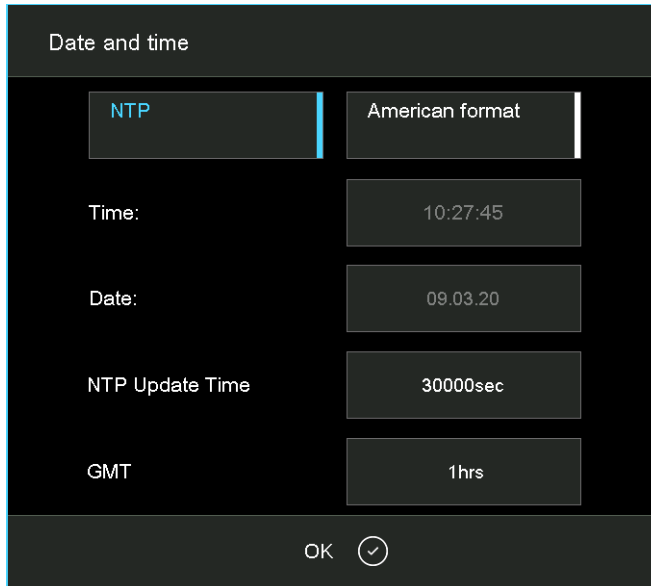 Date and time
NTP American format
Time: 10:27:45
Date: 09.03.20
NTP Update Time 30000sec
GMT 1hrs
OK